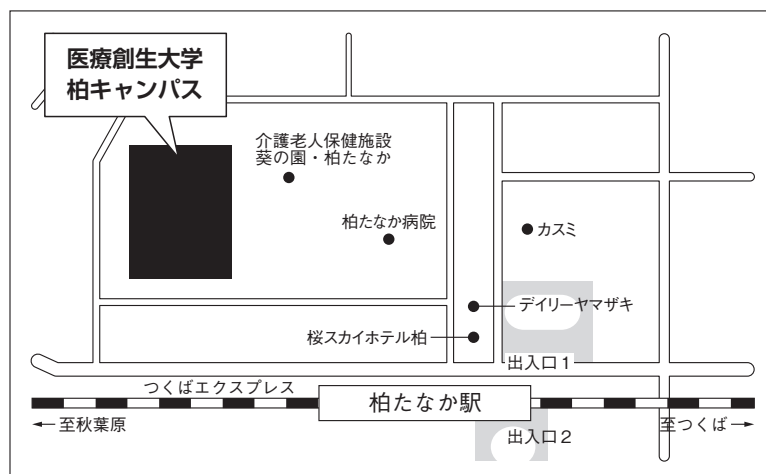 医療創生大学
柏キャンパス
介護老人保健施設
葵の園・柏たなか
柏たなか病院
カスミ
デイリーヤマザキ
桜スカイホテル柏
出入口1
つくばエクスプレス
柏たなか駅
←至秋葉原
至つくば→
出入口2